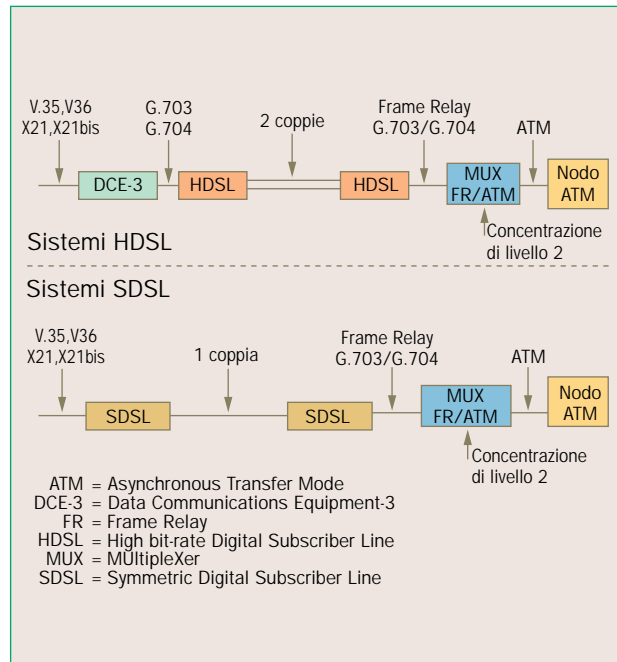 V.35,V36
X21,X21bis
G.703
G.704
2 coppie
Frame Relay
G.703/G.704
ATM
DCE-3
HDSL
HDSL
MUX
FR/ATM
Nodo
ATM
Concentrazione
di livello 2
Sistemi HDSL
Sistemi SDSL
V.35,V36
X21,X21bis
1 coppia
Frame Relay
G.703/G.704
ATM
SDSL
SDSL
MUX
FR/ATM
Nodo
ATM
Concentrazione
di livello 2
ATM = Asynchronous Transfer Mode
DCE-3 = Data Communications Equipment-3
FR = Frame Relay
HDSL = High bit-rate Digital Subscriber Line
MUX = MUltipleXer
SDSL = Symmetric Digital Subscriber Line